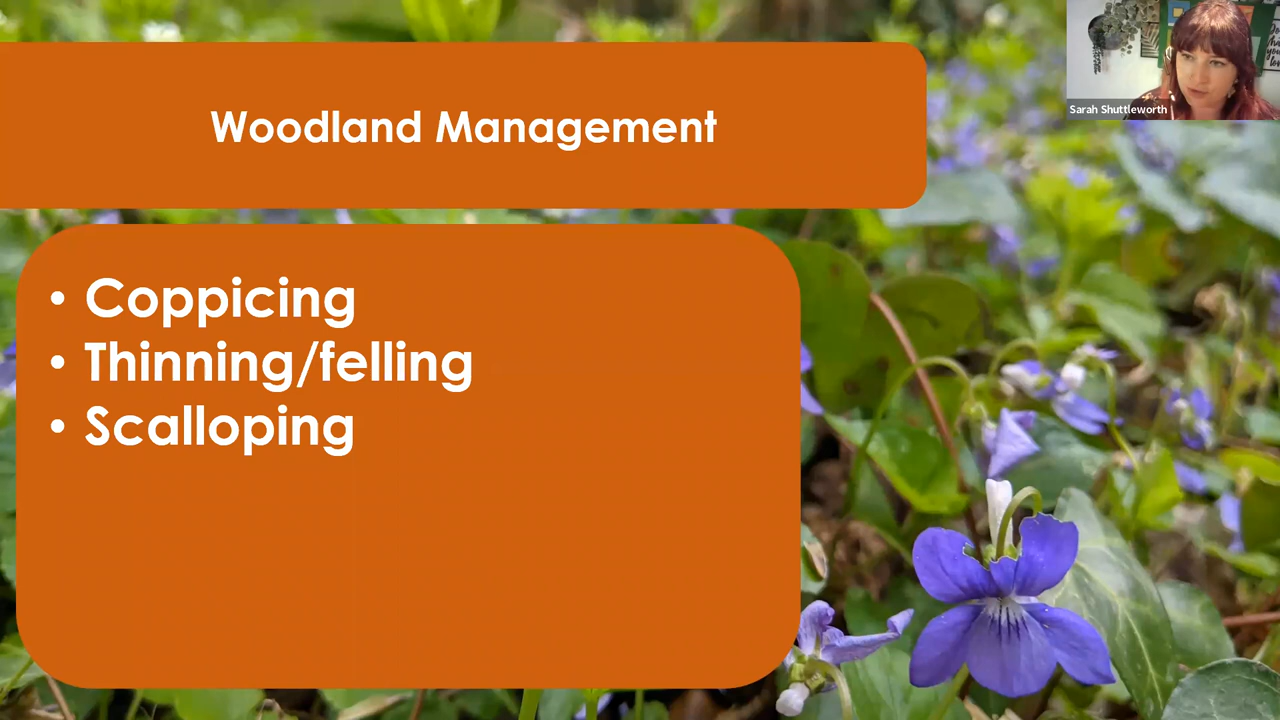 Woodland Management
Sarah Shuttleworth
• Coppicing
• Thinning/felling
• Scalloping